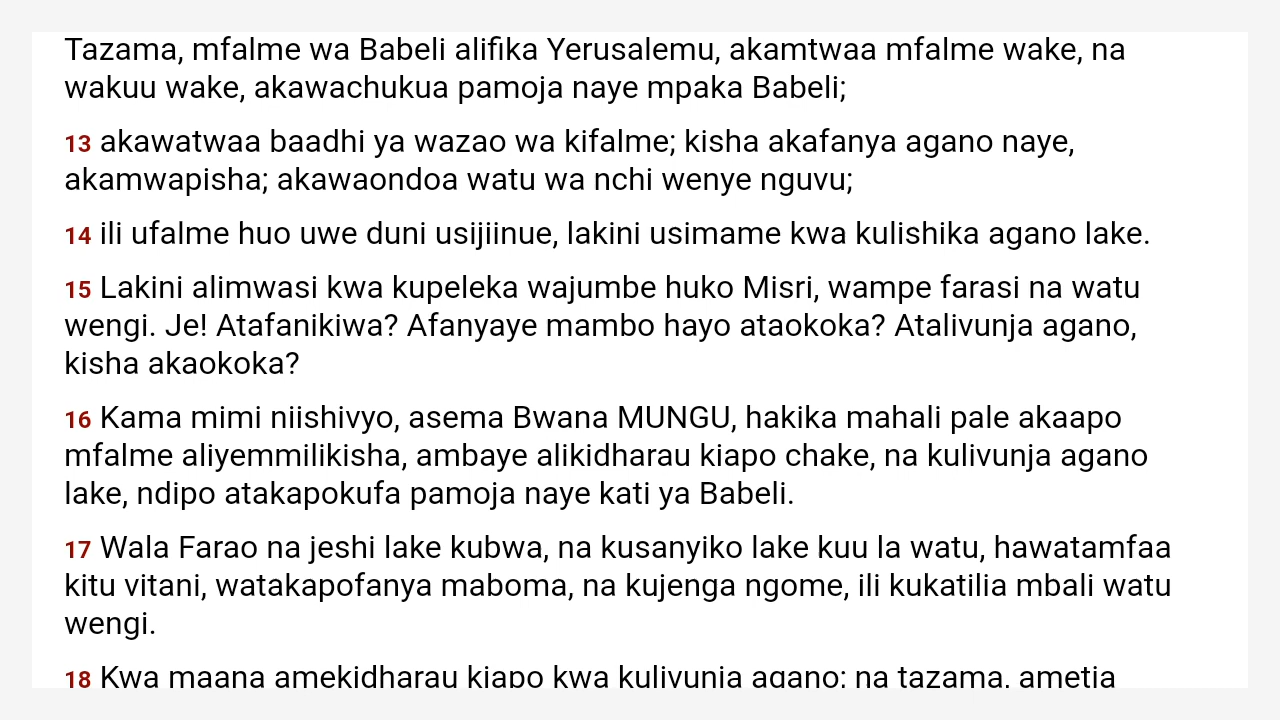 Tazama, mfalme wa Babeli alifika Yerusalemu, akamtwaa mfalme wake, na
wakuu wake, akawachukua pamoja naye mpaka Babeli;
13 akawatwaa baadhi ya wazao wa kifalme; kisha akafanya agano naye,
akamwapisha; akawaondoa watu wa nchi wenye nguvu;
14 ili ufalme huo uwe duni usijiinue, lakini usimame kwa kulishika agano lake.
15 Lakini alimwasi kwa kupeleka wajumbe huko Misri, wampe farasi na watu
wengi. Je! Atafanikiwa? Afanyaye mambo hayo ataokoka? Atalivunja agano,
kisha akaokoka?
16 Kama mimi niishivyo, asema Bwana MUNGU, hakika mahali pale akaapo
mfalme aliyemmilikisha, ambaye alikidharau kiapo chake, na kulivunja agano
lake, ndipo atakapokufa pamoja naye kati ya Babeli.
17 Wala Farao na jeshi lake kubwa, na kusanyiko lake kuu la watu, hawatamfaa
kitu vitani, watakapofanya maboma, na kujenga ngome, ili kukatilia mbali watu
wengi.
18 Kwa maana amekidharau kiapo kwa kulivunja agano; na tazama, ametia